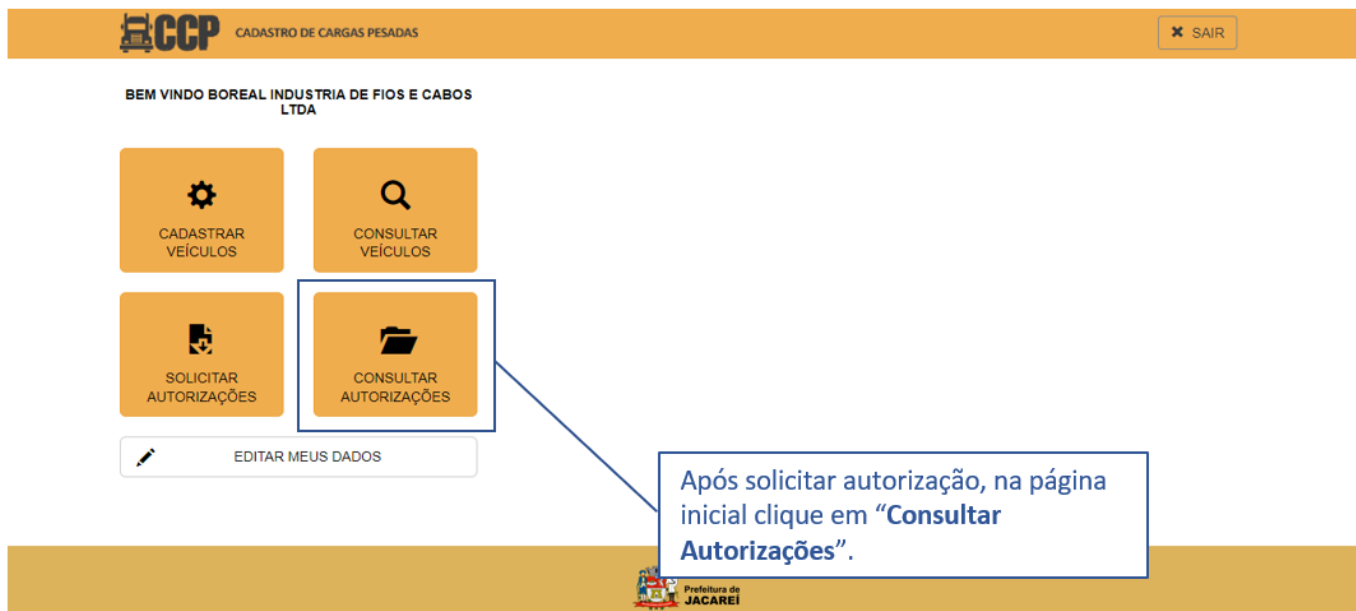 CCP CADASTRO DE CARGAS PESADAS
✖ SAIR
BEM VINDO BOREAL INDUSTRIA DE FIOS E CABOS
LTDA
CADASTRAR
VEÍCULOS
CONSULTAR
VEÍCULOS
SOLICITAR
AUTORIZAÇÕES
CONSULTAR
AUTORIZAÇÕES
EDITAR MEUS DADOS
Após solicitar autorização, na página
inicial clique em “Consultar
Autorizações”.
Prefeitura de
JACAREÍ